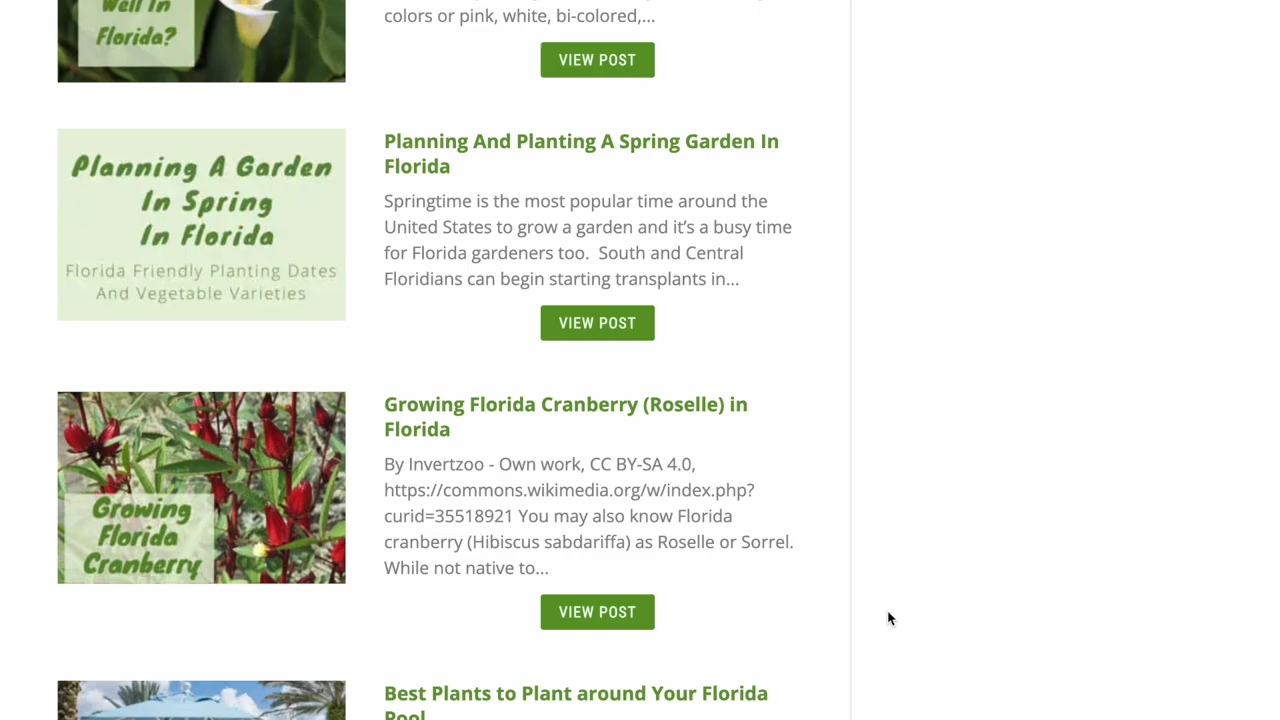 Well In
Florida?
colors or pink, white, bi-colored,...
VIEW POST
Planning A Garden
In Spring
In Florida
Florida Friendly Planting Dates
And Vegetable Varieties
Planning And Planting A Spring Garden In
Florida
Springtime is the most popular time around the
United States to grow a garden and it’s a busy time
for Florida gardeners too.  South and Central
Floridians can begin starting transplants in...
VIEW POST
Growing
Florida
Cranberry
Growing Florida Cranberry (Roselle) in
Florida
By Invertzoo - Own work, CC BY-SA 4.0,
https://commons.wikimedia.org/w/index.php?
curid=35518921 You may also know Florida
cranberry (Hibiscus sabdariffa) as Roselle or Sorrel.
While not native to...
VIEW POST
Best Plants to Plant around Your Florida
Pool